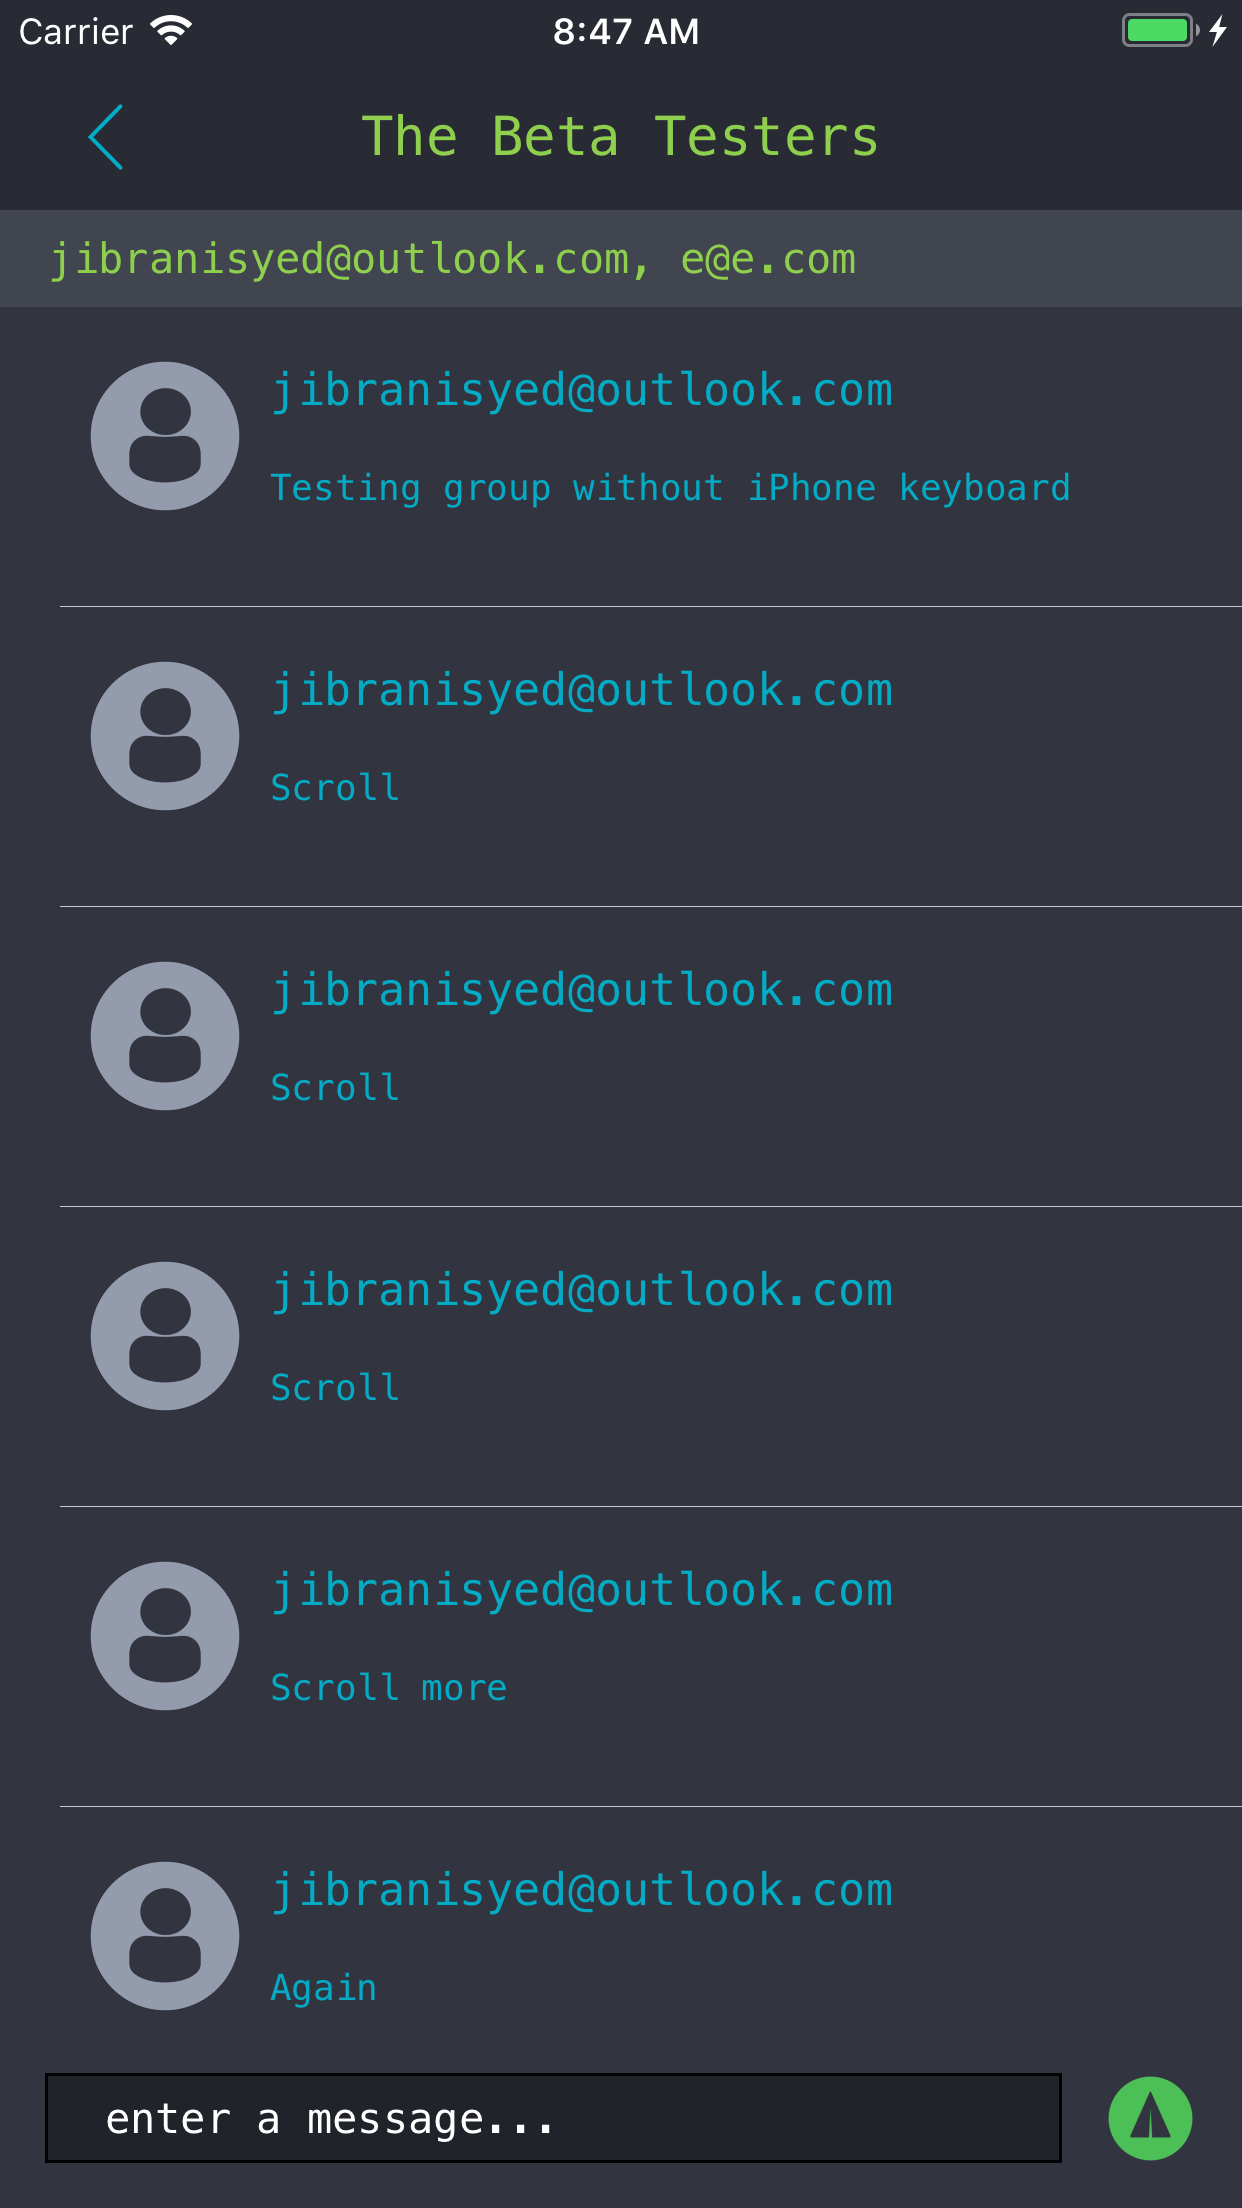 Carrier 8:47 AM
The Beta Testers
jibranisyed@outlook.com, e@e.com
jibranisyed@outlook.com
Testing group without iPhone keyboard
jibranisyed@outlook.com
Scroll
jibranisyed@outlook.com
Scroll
jibranisyed@outlook.com
Scroll
jibranisyed@outlook.com
Scroll more
jibranisyed@outlook.com
Again
enter a message...